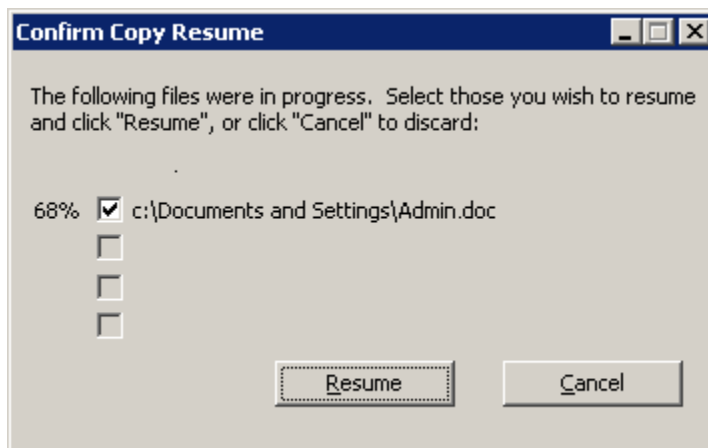 Confirm Copy Resume
The following files were in progress.  Select those you wish to resume
and click "Resume", or click "Cancel" to discard:
.
68% c:\Documents and Settings\Admin.doc
Resume Cancel